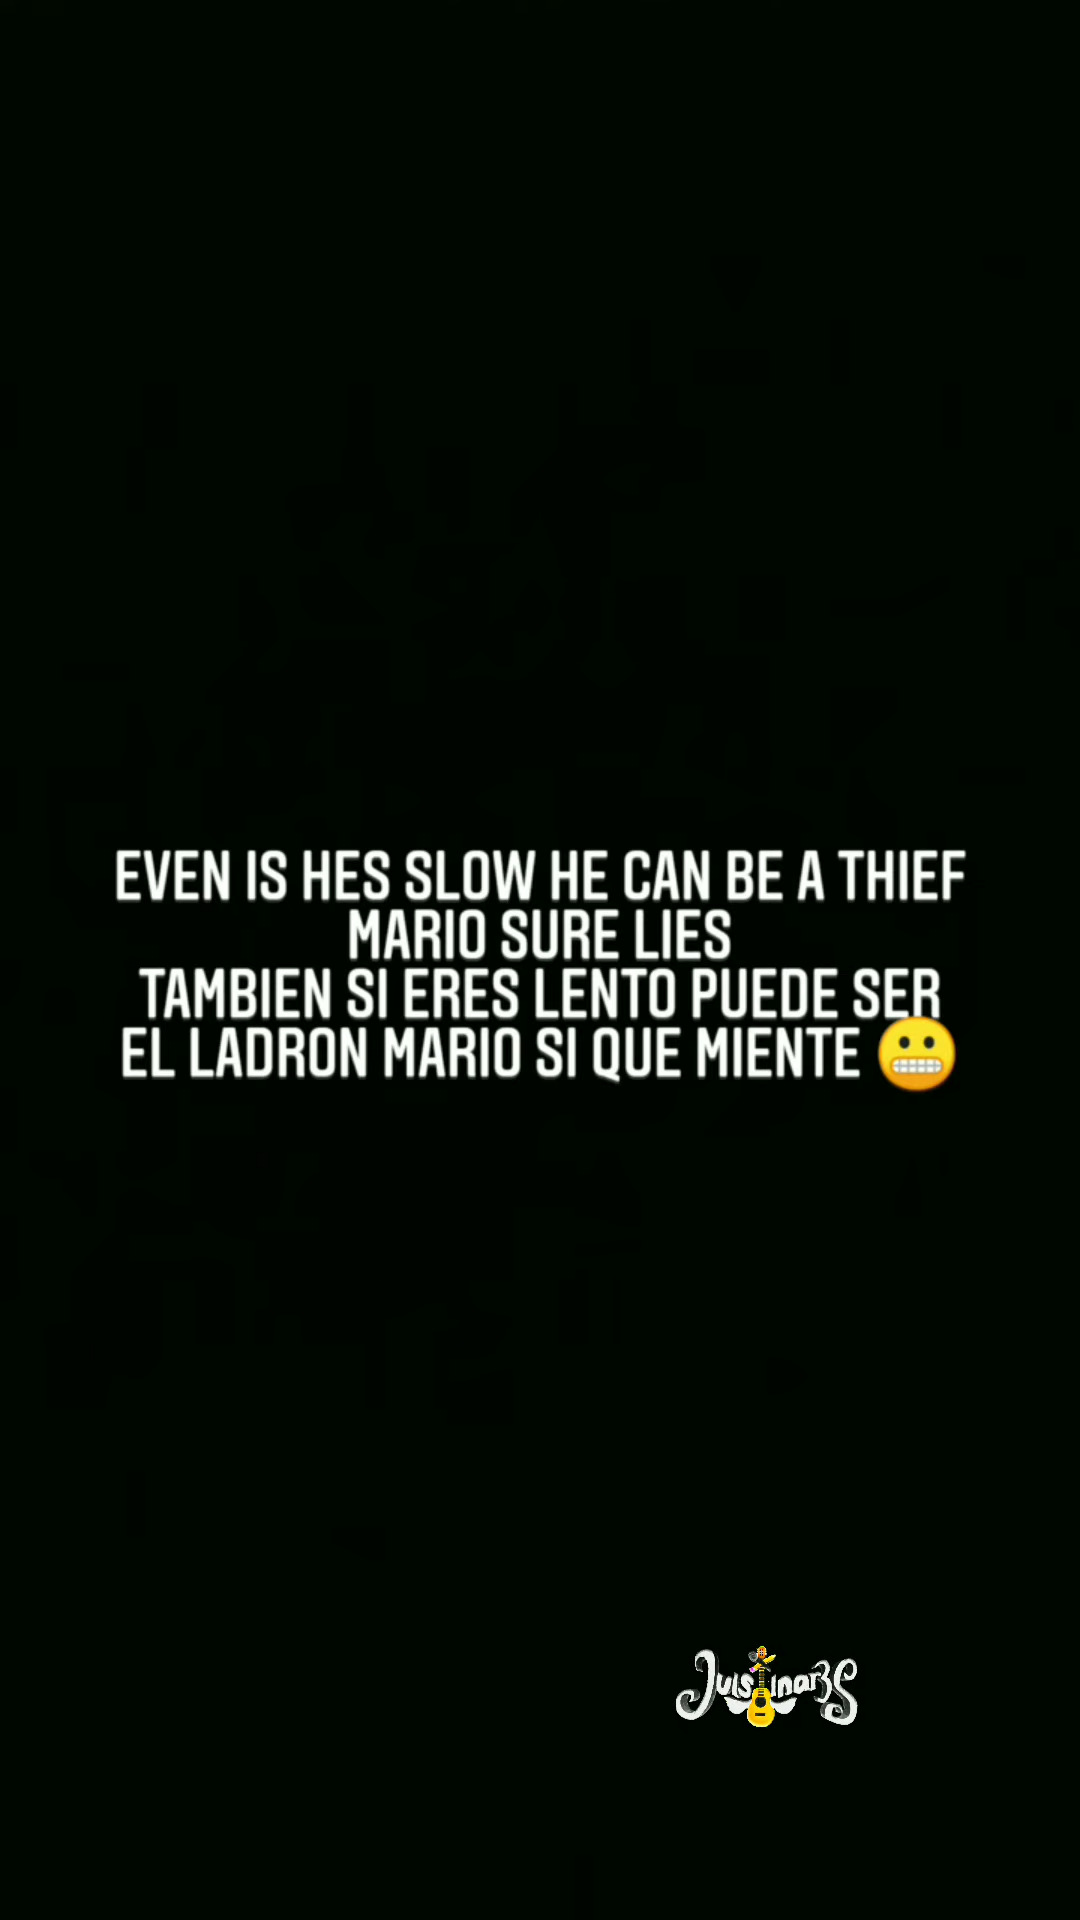 EVEN IS HES SLOW HE CAN BE A THIEF
MARIO SURE LIES
TAMBIEN SI ERES LENTO PUEDE SER
EL LADRON MARIO SI QUE MIENTE 😬